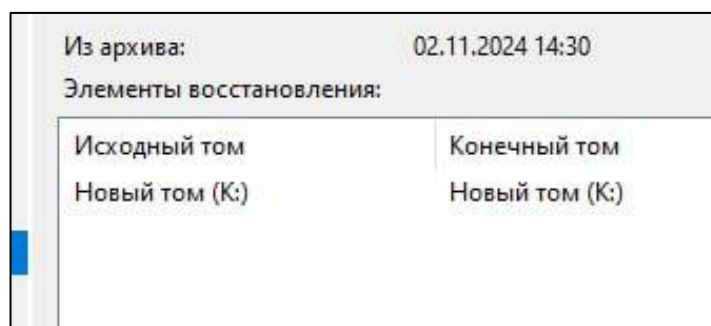 Из архива: 02.11.2024 14:30
Элементы восстановления:
Исходный том Конечный том
Новый том (K:) Новый том (K:)